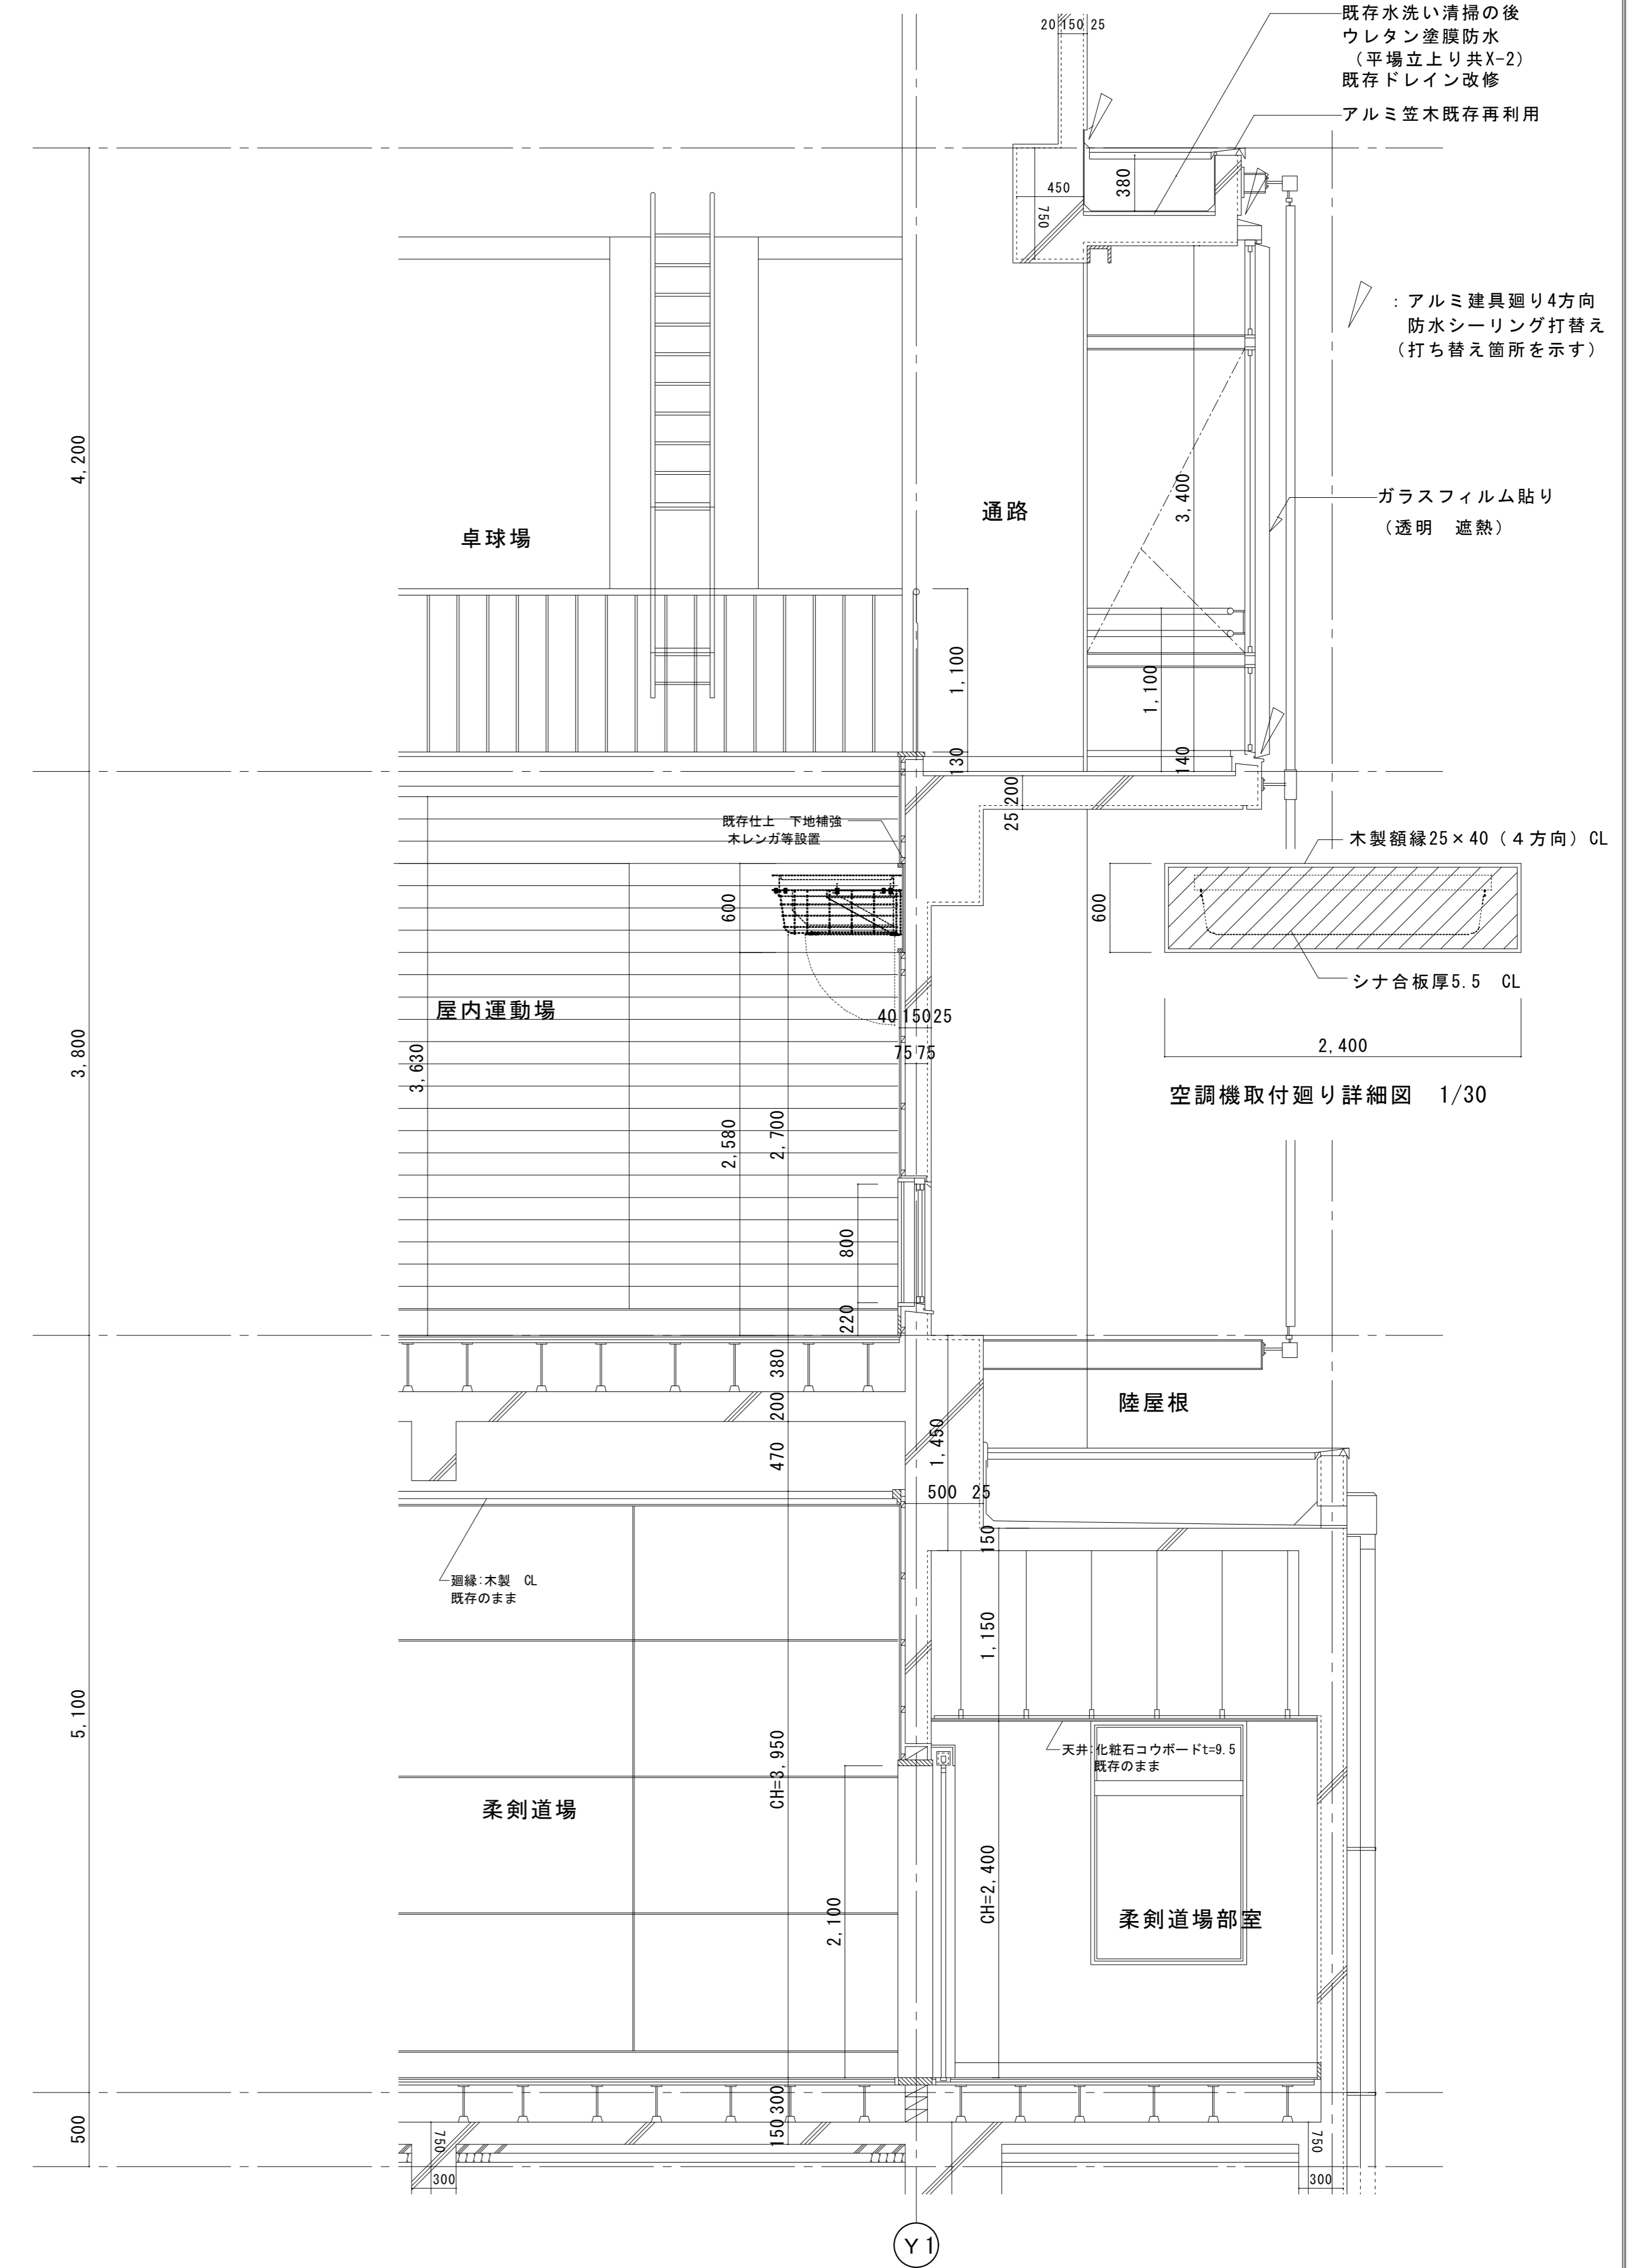 20 150 25
既存水洗い清掃の後
ウレタン塗膜防水
（平場立上り共X-2）
既存ドレイン改修
アルミ笠木既存再利用
450
380
750
：アルミ建具廻り4方向
防水シーリング打替え
（打ち替え箇所を示す）
4,200
卓球場
通路
3,400
ガラスフィルム貼り
（透明　遮熱）
1,100
1,100
130
140
25 200
既存仕上　下地補強
木レンガ等設置
木製額縁25×40（４方向）CL
600
600
シナ合板厚5.5　CL
屋内運動場
40 150 25
75 75
2,400
3,800
3,630
空調機取付廻り詳細図　1/30
2,580
2,700
800
220
380
200
陸屋根
1,450
470
500 25
150
廻縁:木製　CL
既存のまま
1,150
5,100
天井:化粧石コウボードt=9.5
既存のまま
CH=3,950
柔剣道場
CH=2,400
2,100
柔剣道場部室
500
150 300
750
750
300
300
Y1